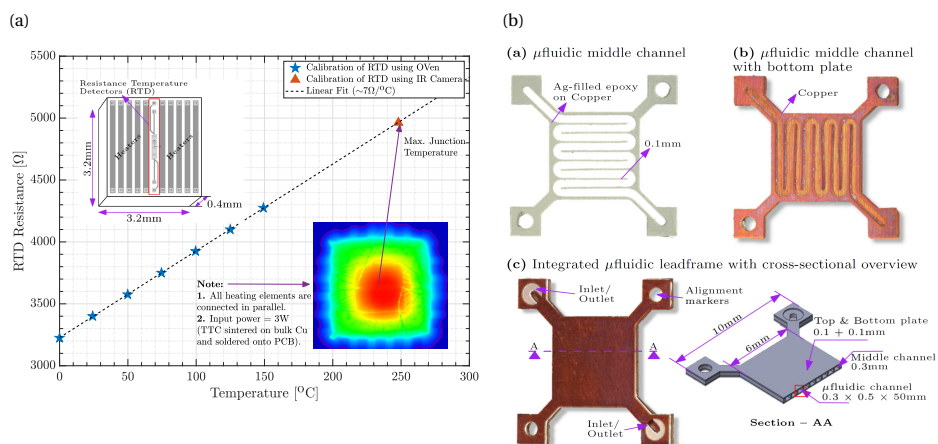 (a)
5500
5000
4500
4000
3500
3000
RTD Resistance [Ω]
0
50
100
150
200
250
300
Temperature [°C]
Calibration of RTD using OVen
Calibration of RTD using IR Camera
Linear Fit (~7Ω/°C)
Resistance Temperature
Detectors (RTD)
Heaters
Heaters
3.2mm
3.2mm
0.4mm
Max. Junction
Temperature
Note:
1. All heating elements are
connected in parallel.
2. Input power = 3W
(TTC sintered on bulk Cu
and soldered onto PCB).
(b)
(a) μfluidic middle channel
Ag-filled epoxy
on Copper
0.1mm
(b) μfluidic middle channel
with bottom plate
Copper
(c) Integrated μfluidic leadframe with cross-sectional overview
Inlet/
Outlet
Alignment
markers
A
A
Inlet/
Outlet
10mm
6mm
Top & Bottom plate
0.1 + 0.1mm
Middle channel
0.3mm
μfluidic channel
0.3 × 0.5 × 50mm
Section – AA